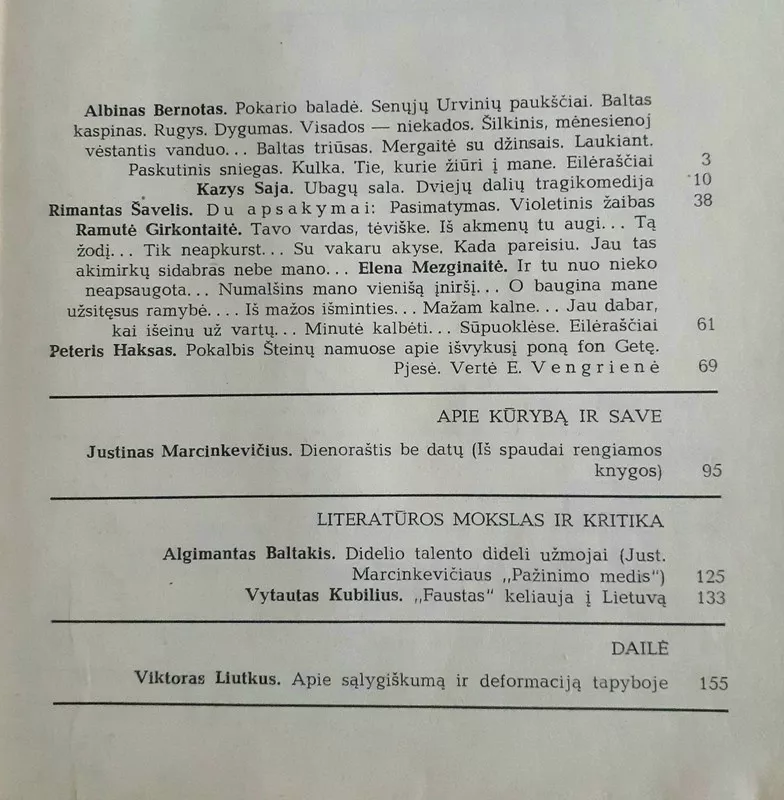 Albinas Bernotas. Pokario baladė. Senųjų Urvinių paukščiai. Baltas
kaspinas. Rugys. Dygumas. Visados — niekados. Šilkinis, mėnesienoj
vėstantis vanduo... Baltas triūsas. Mergaitė su džinsais. Laukiant.
Paskutinis sniegas. Kulka. Tie, kurie žiūri į mane. Eilėraščiai 3
Kazys Saja. Ubagų sala. Dviejų dalių tragikomedija 10
Rimantas Šavelis. Du apsakymai: Pasimatymas. Violetinis žaibas 38
Ramutė Girkontaitė. Tavo vardas, tėviške. Iš akmenų tu augi... Tą
žodį... Tik neapkurst... Su vakaru akyse. Kada pareisiu. Jau tas
akimirkų sidabras nebe mano... Elena Mezginaitė. Ir tu nuo nieko
neapsaugota... Numalšins mano vienišą įniršį... O baugina mane
užsitęsus ramybė.... Iš mažos išminties... Mažam kalne... Jau dabar,
kai išeinu už vartų... Minutė kalbėti... Sūpuoklėse. Eilėraščiai 61
Peteris Haksas. Pokalbis Šteinų namuose apie išvykusį poną fon Getę.
Pjesė. Vertė E. Vengrienė 69
APIE KŪRYBĄ IR SAVE
Justinas Marcinkevičius. Dienoraštis be datų (Iš spaudai rengiamos
knygos) 95
LITERATŪROS MOKSLAS IR KRITIKA
Algimantas Baltakis. Didelio talento dideli užmojai (Just.
Marcinkevičiaus „Pažinimo medis“) 125
Vytautas Kubilius. „Faustas“ keliauja į Lietuvą 133
DAILĖ
Viktoras Liutkus. Apie sąlygiškumą ir deformaciją tapyboje 155